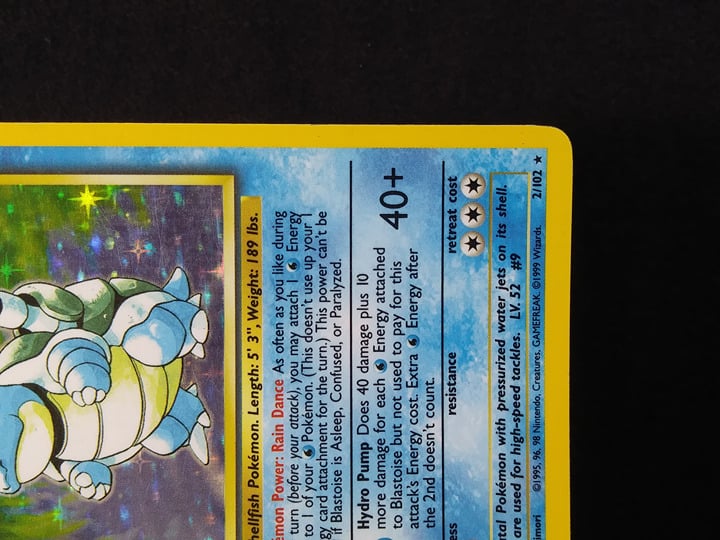 hellfish Pokémon. Length: 5' 3", Weight: 189 lbs.
mon Power: Rain Dance As often as you like during
turn (before your attack), you may attach 1 Energy
to 1 of your Pokémon. (This doesn't use up your 1
gy card attachment for the turn.) This power can't be
if Blastoise is Asleep, Confused, or Paralyzed.
Hydro Pump Does 40 damage plus 10
more damage for each Energy attached
to Blastoise but not used to pay for this
attack's Energy cost. Extra Energy after
the 2nd doesn't count.
40+
ess
resistance
retreat cost
tal Pokémon with pressurized water jets on its shell.
are used for high-speed tackles. LV. 52 #9
imori
©1995, 96, 98 Nintendo, Creatures, GAMEFREAK. ©1999 Wizards.
2/102 ★